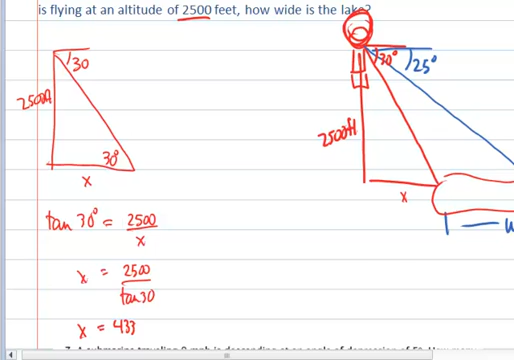 is flying at an altitude of 2500 feet, how wide is the lake?
30
2500ft
30°
x
30°
25°
2500ft
x
tan 30° = 2500
x
x = 2500
tan30
x = 433